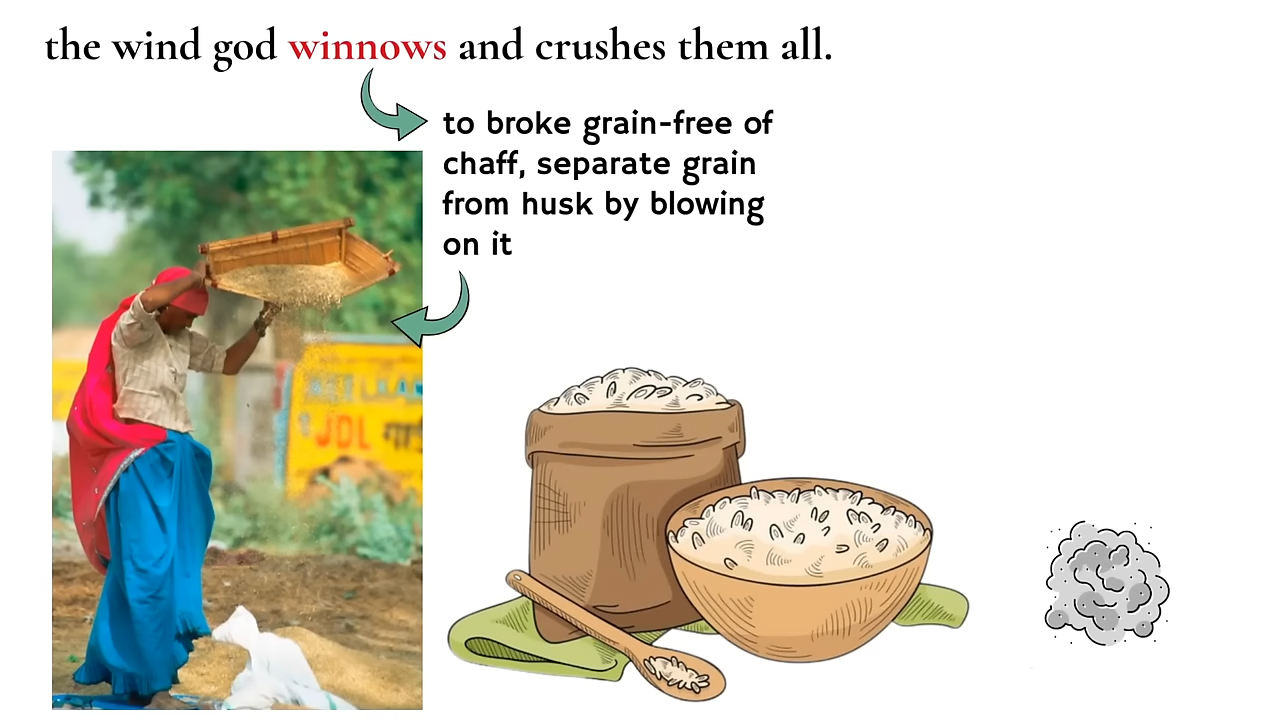 the wind god winnows and crushes them all.
to broke grain-free of
chaff, separate grain
from husk by blowing
on it
JDL